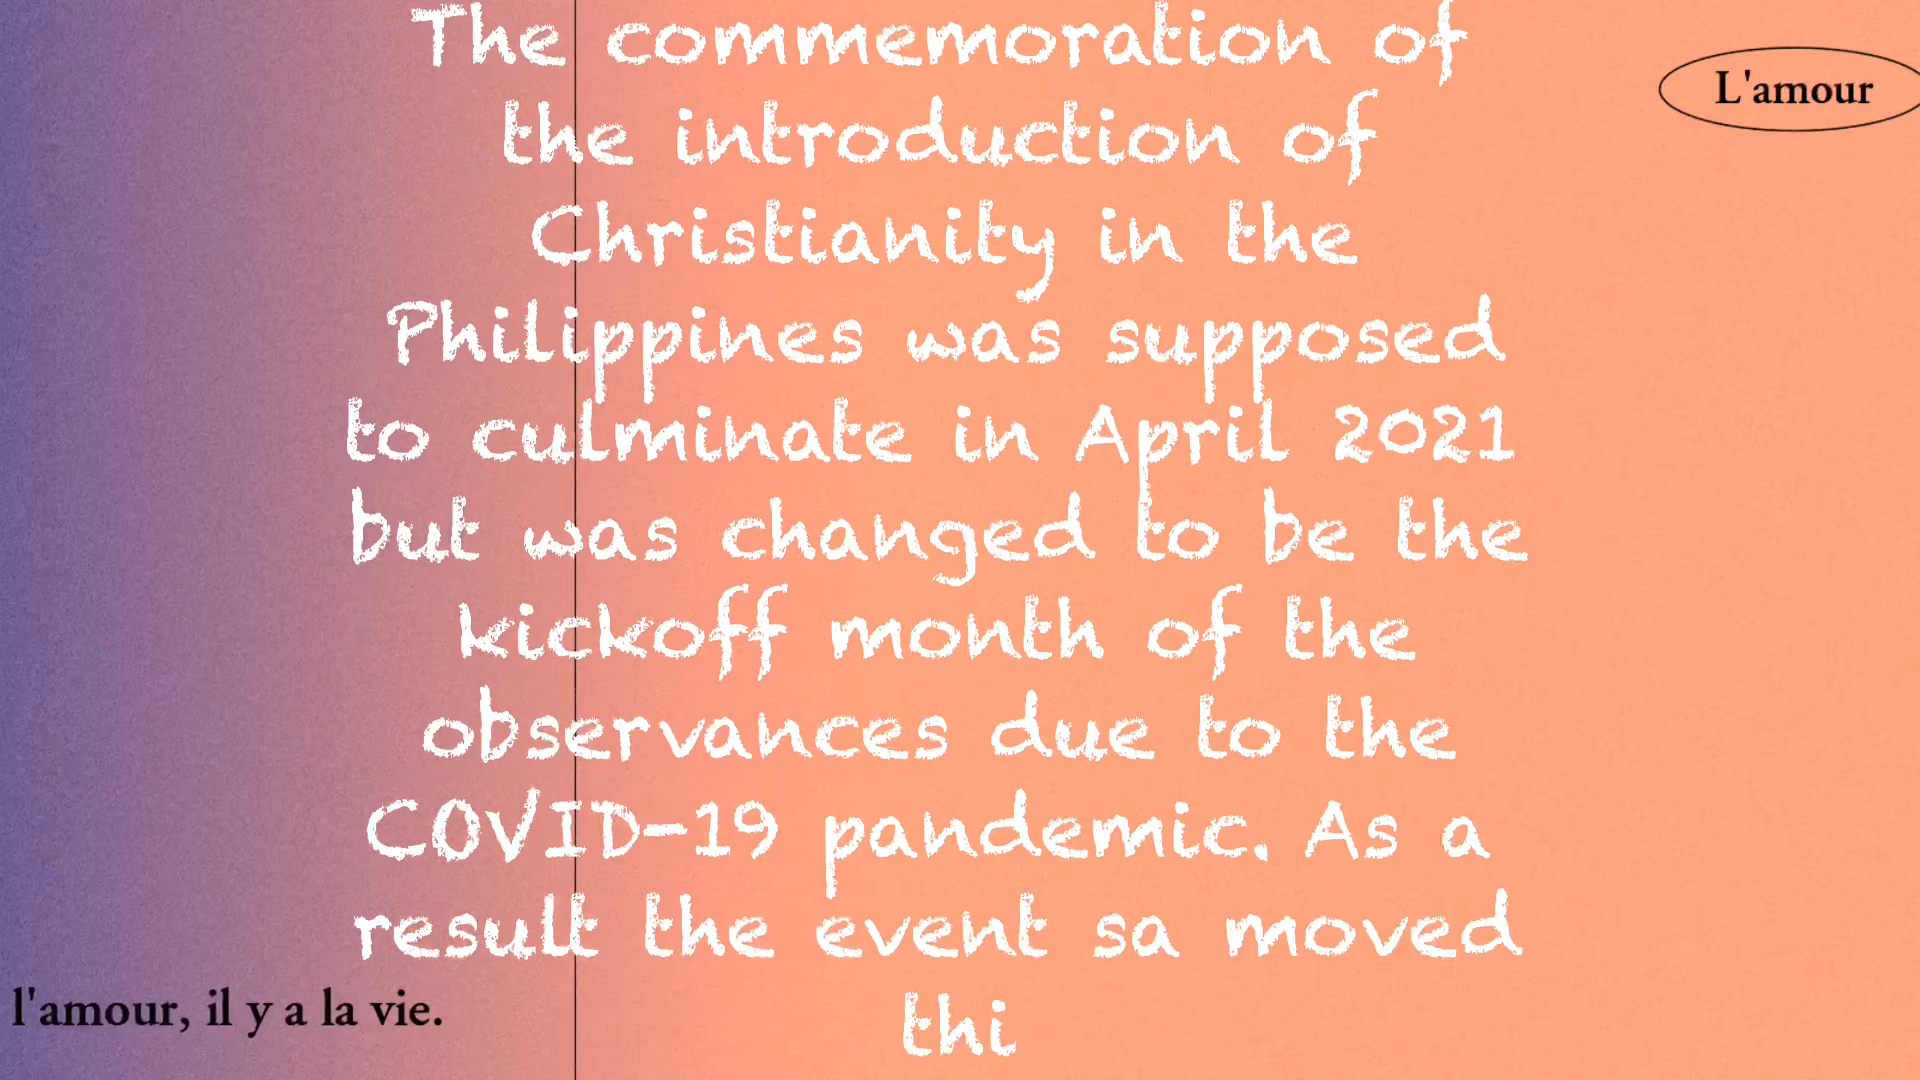 The commemoration of
the introduction of
Christianity in the
Philippines was supposed
to culminate in April 2021
but was changed to be the
kickoff month of the
observances due to the
COVID-19 pandemic. As a
result the event sa moved
thi
L'amour
l'amour, il y a la vie.